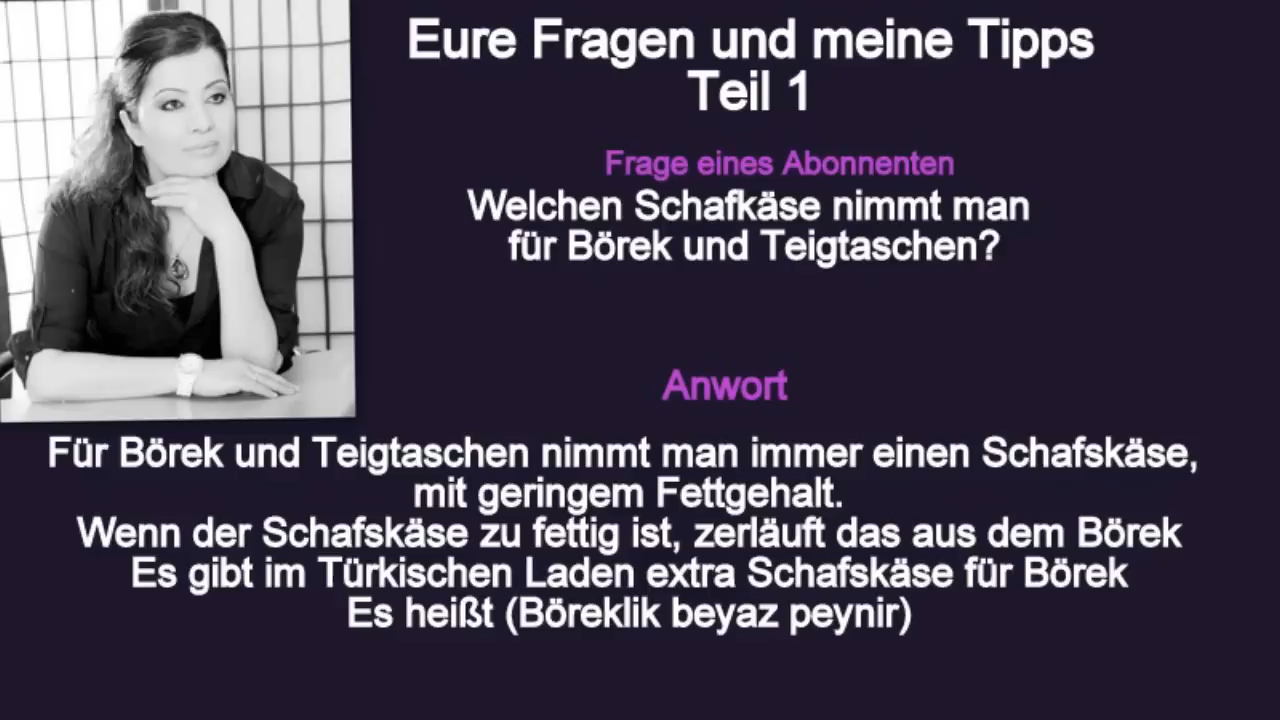 Eure Fragen und meine Tipps
Teil 1
Frage eines Abonnenten
Welchen Schafkäse nimmt man
für Börek und Teigtaschen?
Anwort
Für Börek und Teigtaschen nimmt man immer einen Schafskäse,
mit geringem Fettgehalt.
Wenn der Schafskäse zu fettig ist, zerläuft das aus dem Börek
Es gibt im Türkischen Laden extra Schafskäse für Börek
Es heißt (Böreklik beyaz peynir)